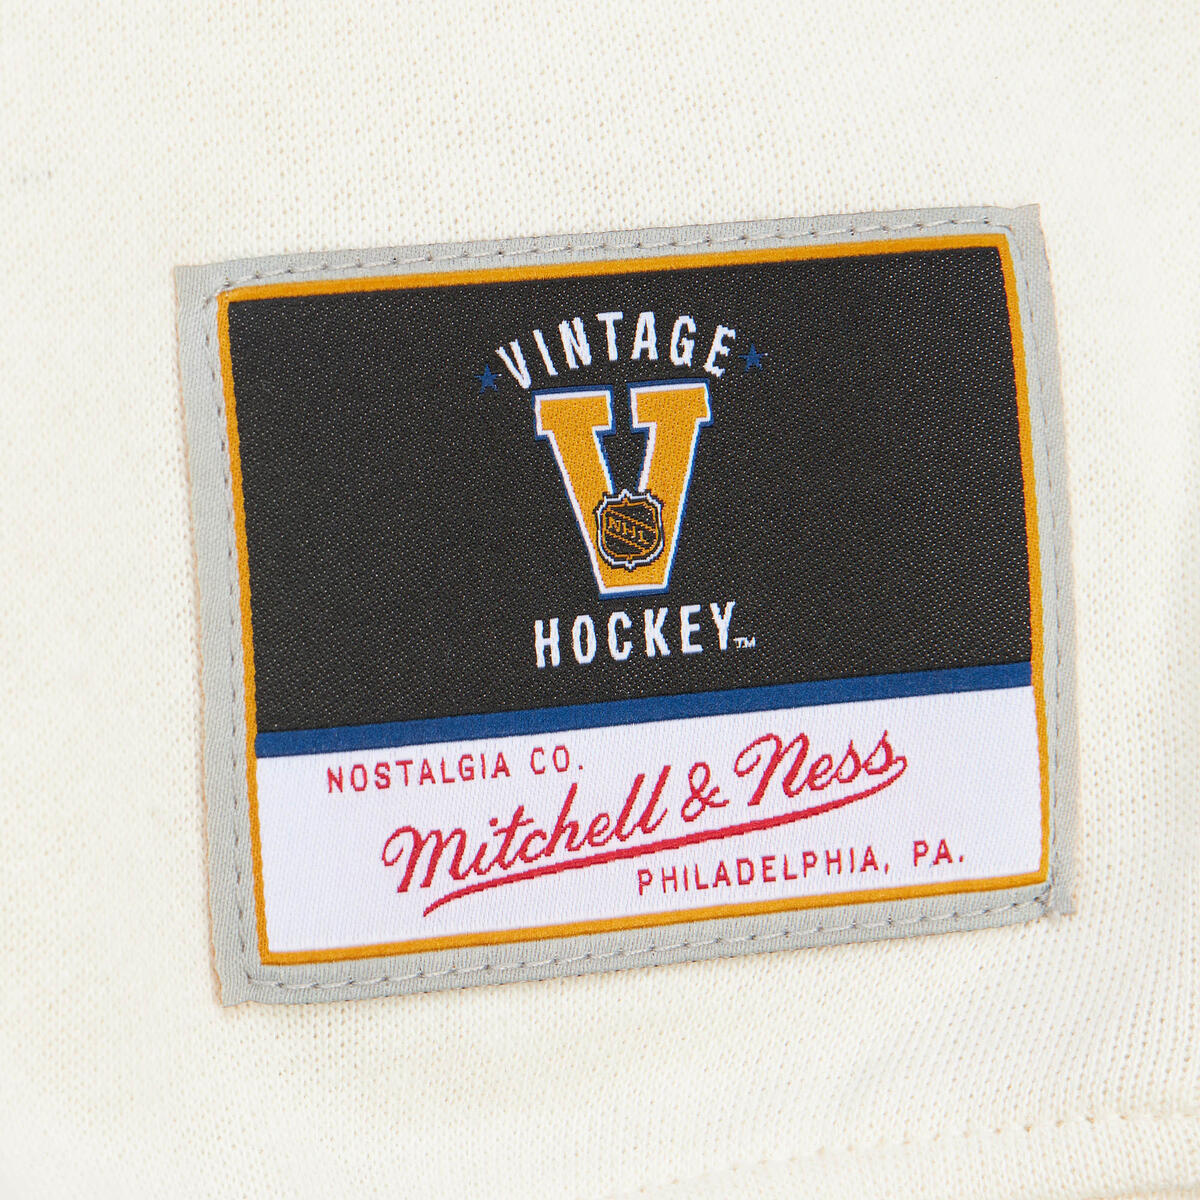 VINTAGE
V
NHL
HOCKEY™
NOSTALGIA CO.
Mitchell & Ness
PHILADELPHIA, PA.